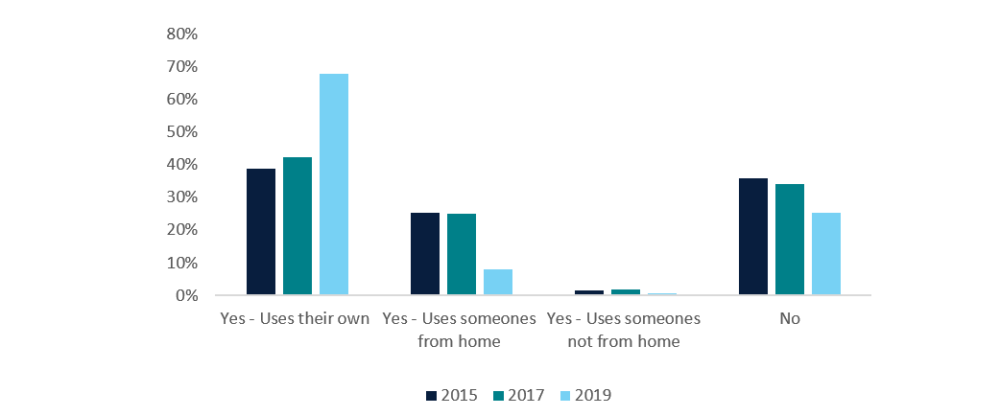 80%
70%
60%
50%
40%
30%
20%
10%
0%
Yes - Uses their own
Yes - Uses someones
from home
Yes - Uses someones
not from home
No
2015 2017 2019